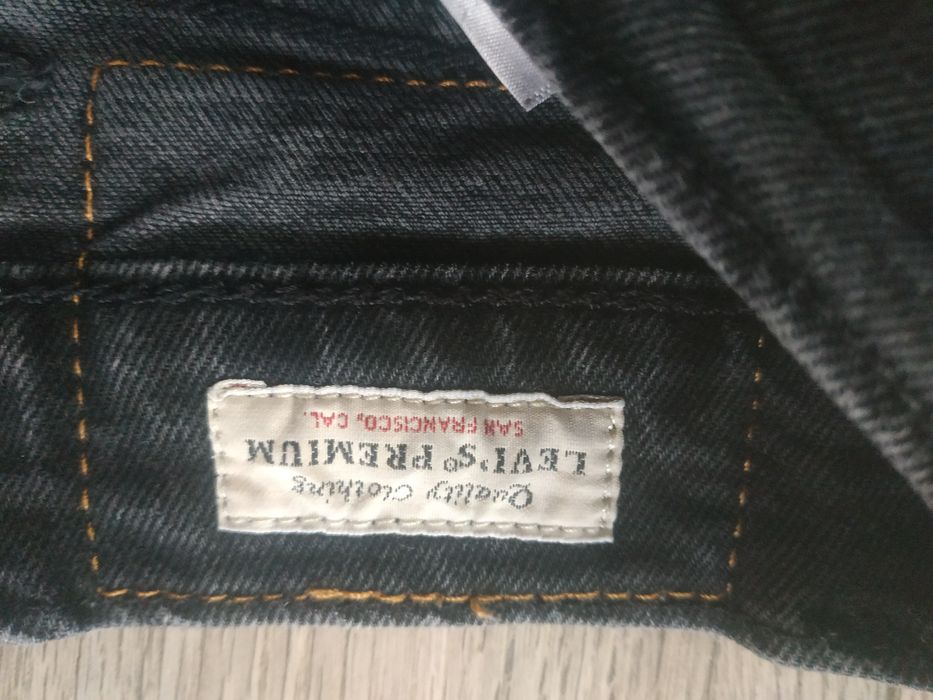 Quality Clothing
LEVI'S® PREMIUM
SAN FRANCISCO, CAL.